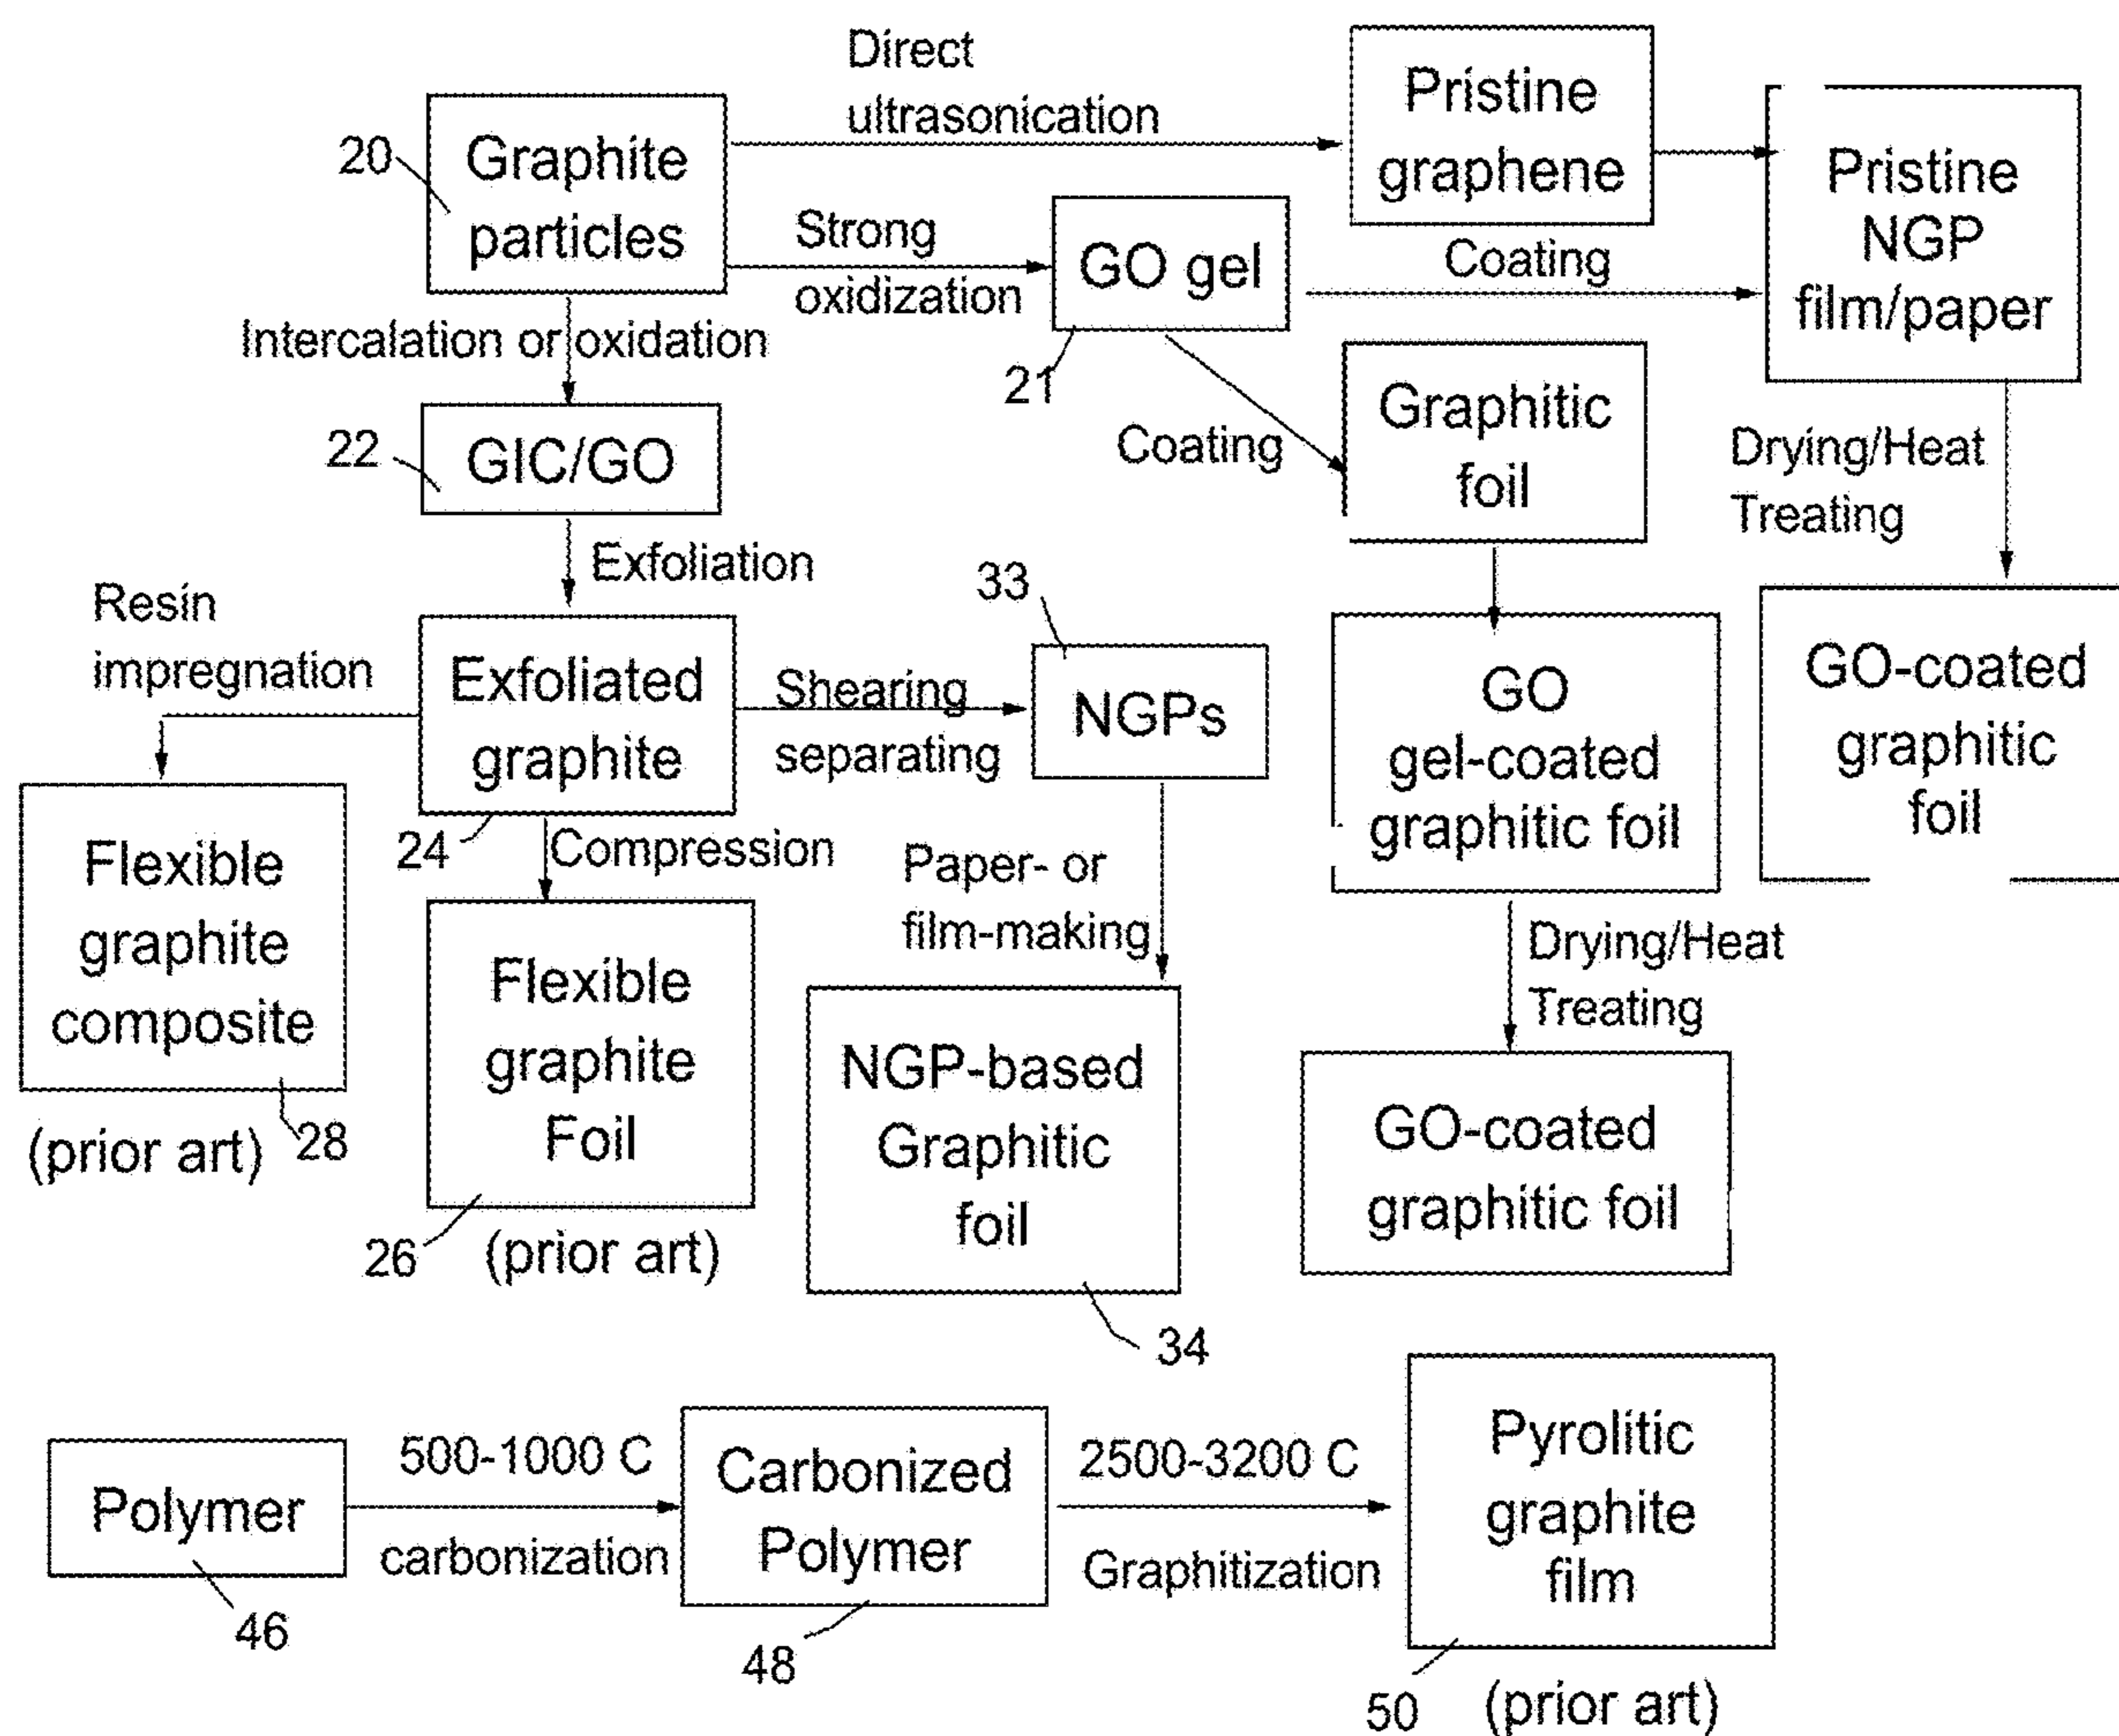 Direct
ultrasonication
Graphite
particles
20
Pristine
graphene
Pristine
NGP
film/paper
Strong
oxidization
GO gel
21
Coating
Intercalation or oxidation
GIC/GO
22
Coating
Graphitic
foil
Drying/Heat
Treating
Exfoliation
Resin
impregnation
Exfoliated
graphite
24
Shearing
separating
33
NGPs
GO
gel-coated
graphitic foil
GO-coated
graphitic
foil
Flexible
graphite
composite
(prior art)
28
Compression
Flexible
graphite
Foil
26
(prior art)
Paper- or
film-making
NGP-based
Graphitic
foil
34
Drying/Heat
Treating
GO-coated
graphitic foil
Polymer
46
500-1000 C
carbonization
Carbonized
Polymer
48
2500-3200 C
Graphitization
Pyrolitic
graphite
film
50
(prior art)